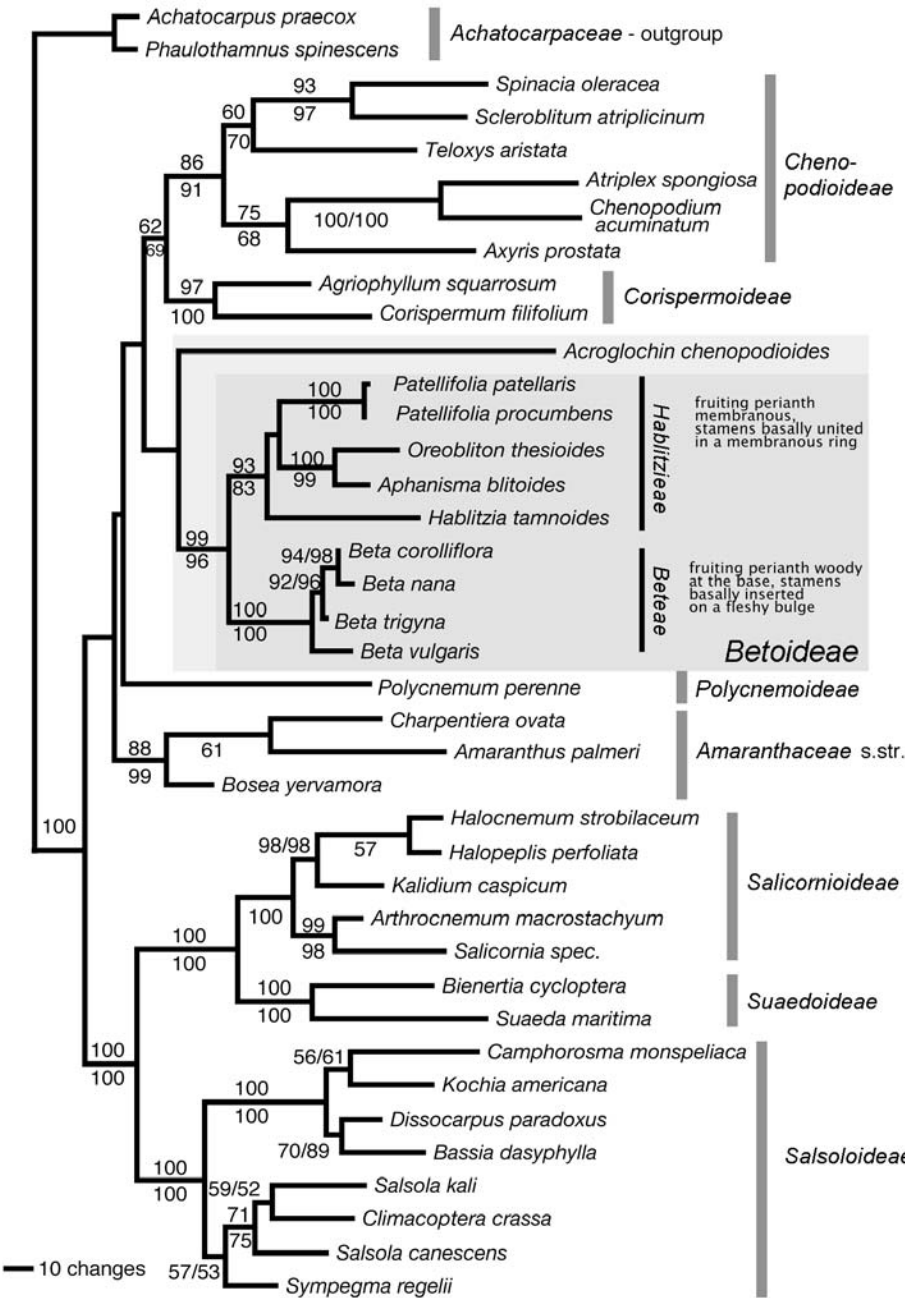 Achatocarpus praecox
Phaulothamnus spinescens
Achatocarpaceae - outgroup
93
Spinacia oleracea
60
97
Scleroblitum atriplicinum
70
Teloxys aristata
86
91
Atriplex spongiosa
Cheno-
podioideae
75
100/100
Chenopodium
acuminatum
68
Axyris prostata
62
69
97
Agriophyllum squarrosum
Corispermoideae
100
Corispermum filifolium
Acroglochin chenopodioides
100
Patellifolia patellaris
100
Patellifolia procumbens
Hablitzieae
fruiting perianth
membranous,
stamens basally united
in a membranous ring
100
Oreobliton thesioides
93
99
83
Aphanisma blitoides
Hablitzia tamnoides
99
96
94/98
Beta corolliflora
92/96
Beta nana
100
100
Beta trigyna
Beta vulgaris
Beteae
fruiting perianth woody
at the base, stamens
basally inserted
on a fleshy bulge
Betoideae
Polycnemum perenne
Polycnemoideae
Charpentiera ovata
88
61
Amaranthus palmeri
Amaranthaceae s.str.
99
Bosea yervamora
100
Halocnemum strobilaceum
98/98
57
Halopeplis perfoliata
Kalidium caspicum
Salicornioideae
100
99
Arthrocnemum macrostachyum
98
Salicornia spec.
100
100
100
Bienertia cycloptera
Suaedoideae
100
Suaeda maritima
100
100
56/61
Camphorosma monspeliaca
100
Kochia americana
100
Dissocarpus paradoxus
70/89
Bassia dasyphylla
Salsoloideae
100
100
59/52
Salsola kali
71
Climacoptera crassa
75
Salsola canescens
57/53
Sympegma regelii
10 changes